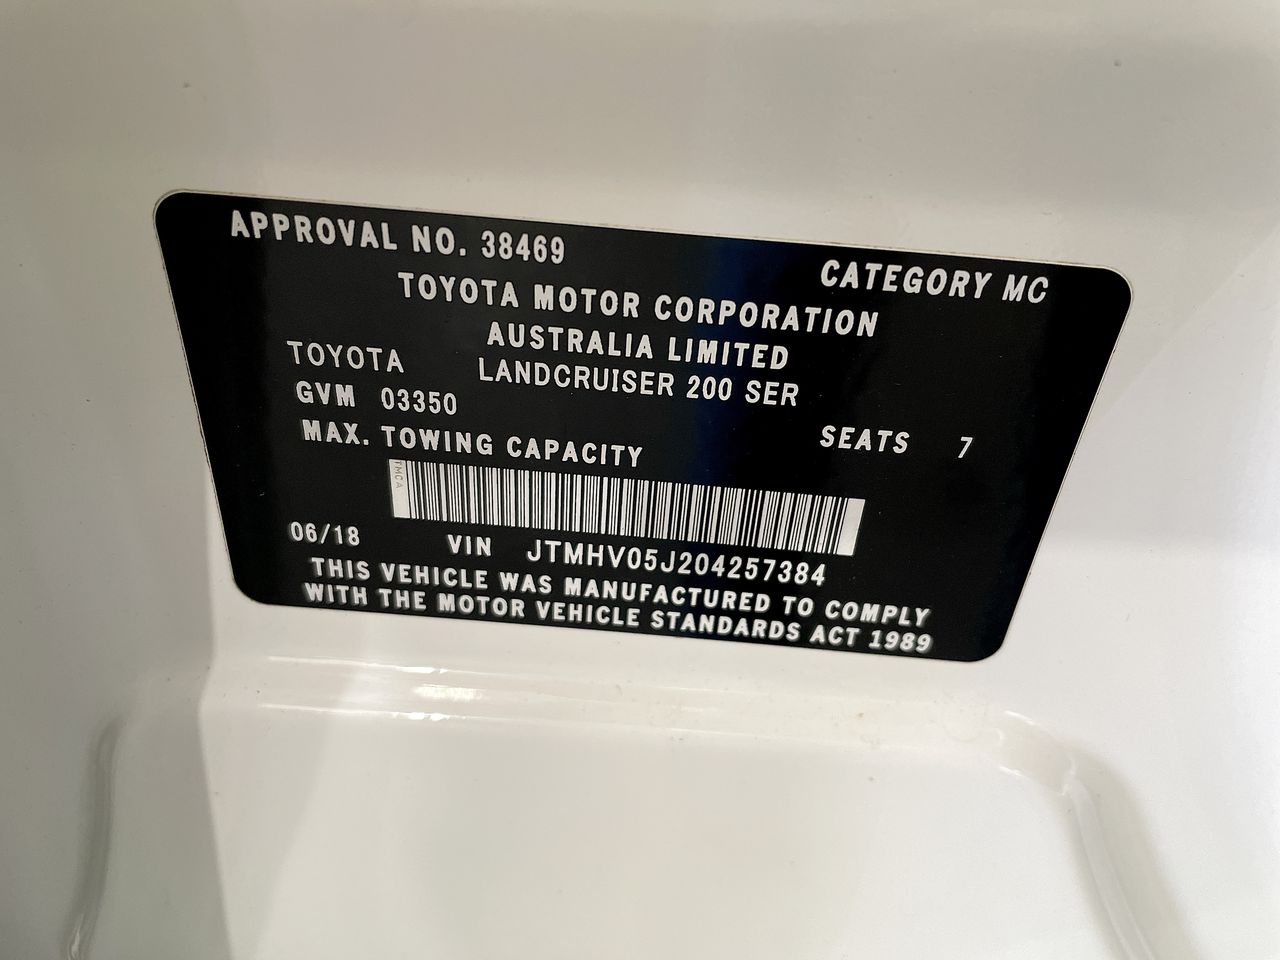 APPROVAL NO. 38469 CATEGORY MC
TOYOTA MOTOR CORPORATION
AUSTRALIA LIMITED
TOYOTA LANDCRUISER 200 SER
GVM 03350 SEATS 7
MAX. TOWING CAPACITY
TMCA
06/18 VIN JTMHV05J204257384
THIS VEHICLE WAS MANUFACTURED TO COMPLY
WITH THE MOTOR VEHICLE STANDARDS ACT 1989